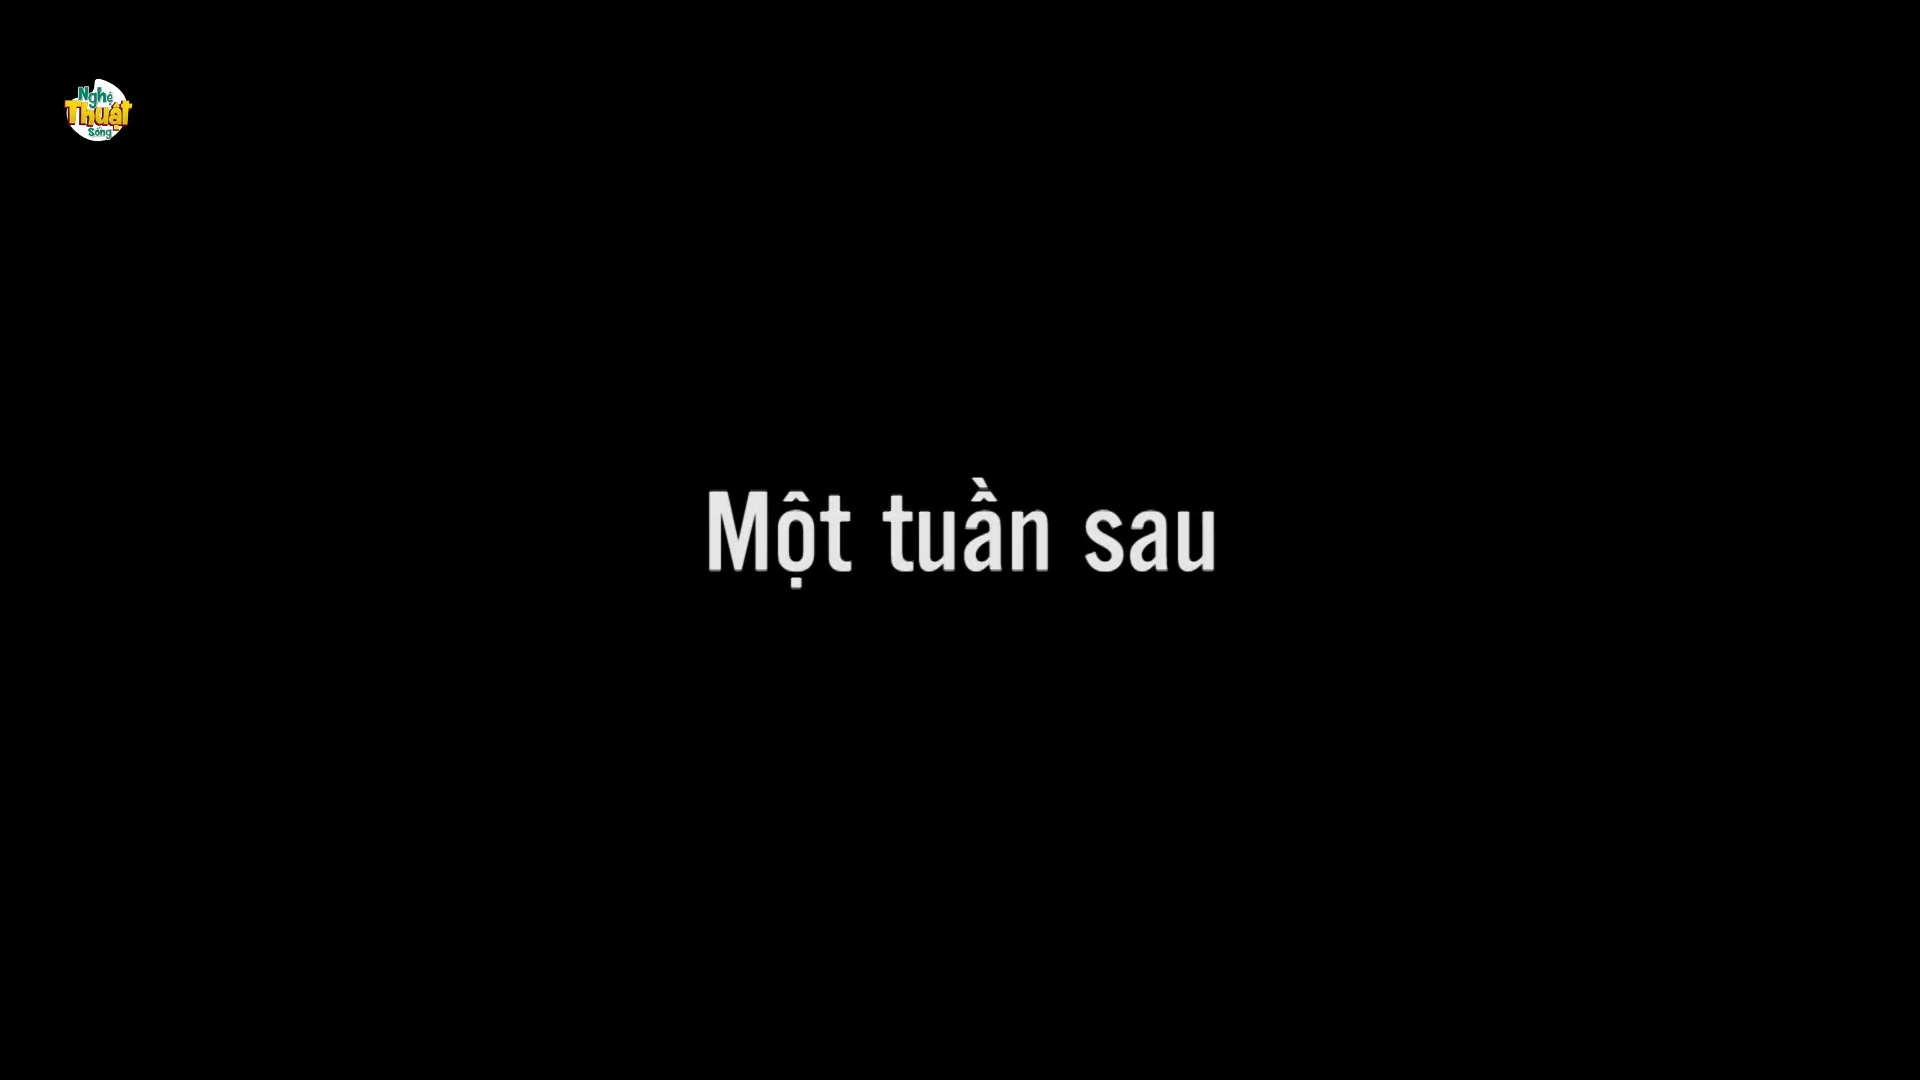 Nghệ
Thuật
Sống
Một tuần sau